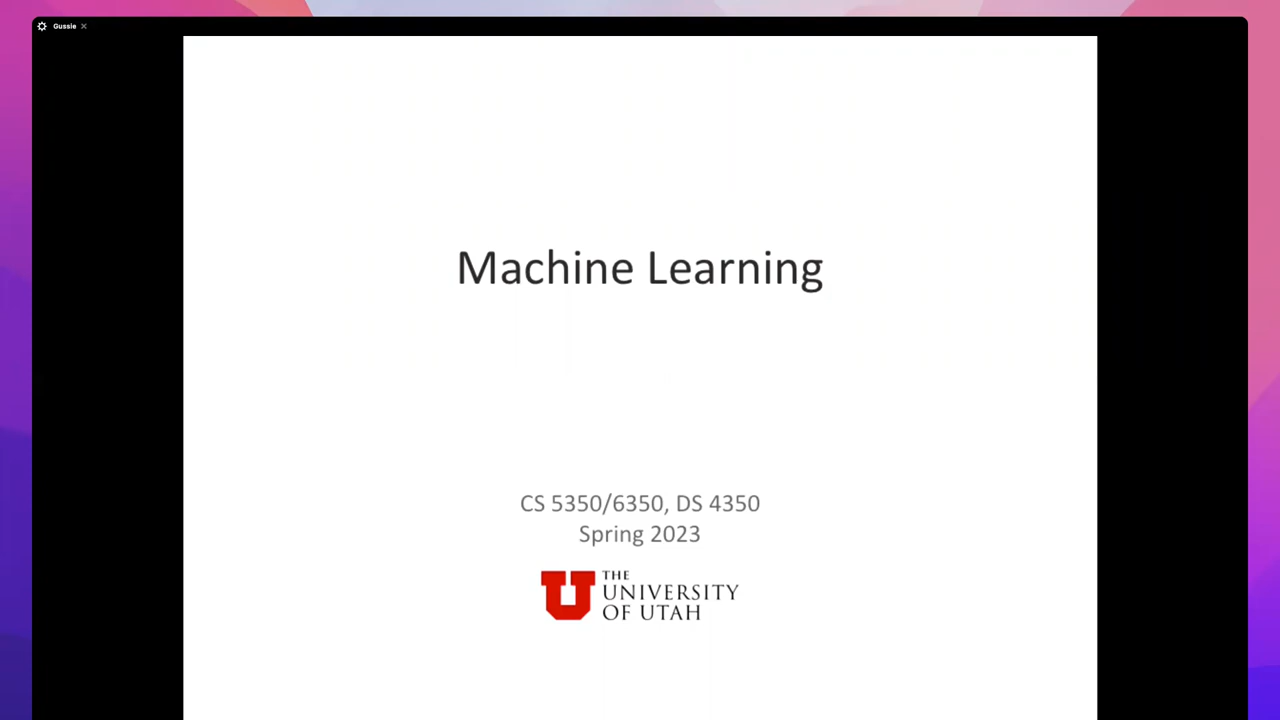 Gussie
Machine Learning
CS 5350/6350, DS 4350
Spring 2023
THE
UNIVERSITY
OF UTAH